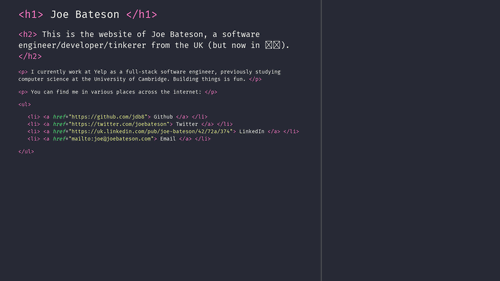 <h1> Joe Bateson </h1>
<h2> This is the website of Joe Bateson, a software
engineer/developer/tinkerer from the UK (but now in ).
</h2>
<p> I currently work at Yelp as a full-stack software engineer, previously studying
computer science at the University of Cambridge. Building things is fun. </p>
<p> You can find me in various places across the internet: </p>
<ul>
<li> <a href="https://github.com/jdb8"> Github </a> </li>
<li> <a href="https://twitter.com/joebateson"> Twitter </a> </li>
<li> <a href="https://uk.linkedin.com/pub/joe-bateson/42/72a/374"> LinkedIn </a> </li>
<li> <a href="mailto:joe@joebateson.com"> Email </a> </li>
</ul>